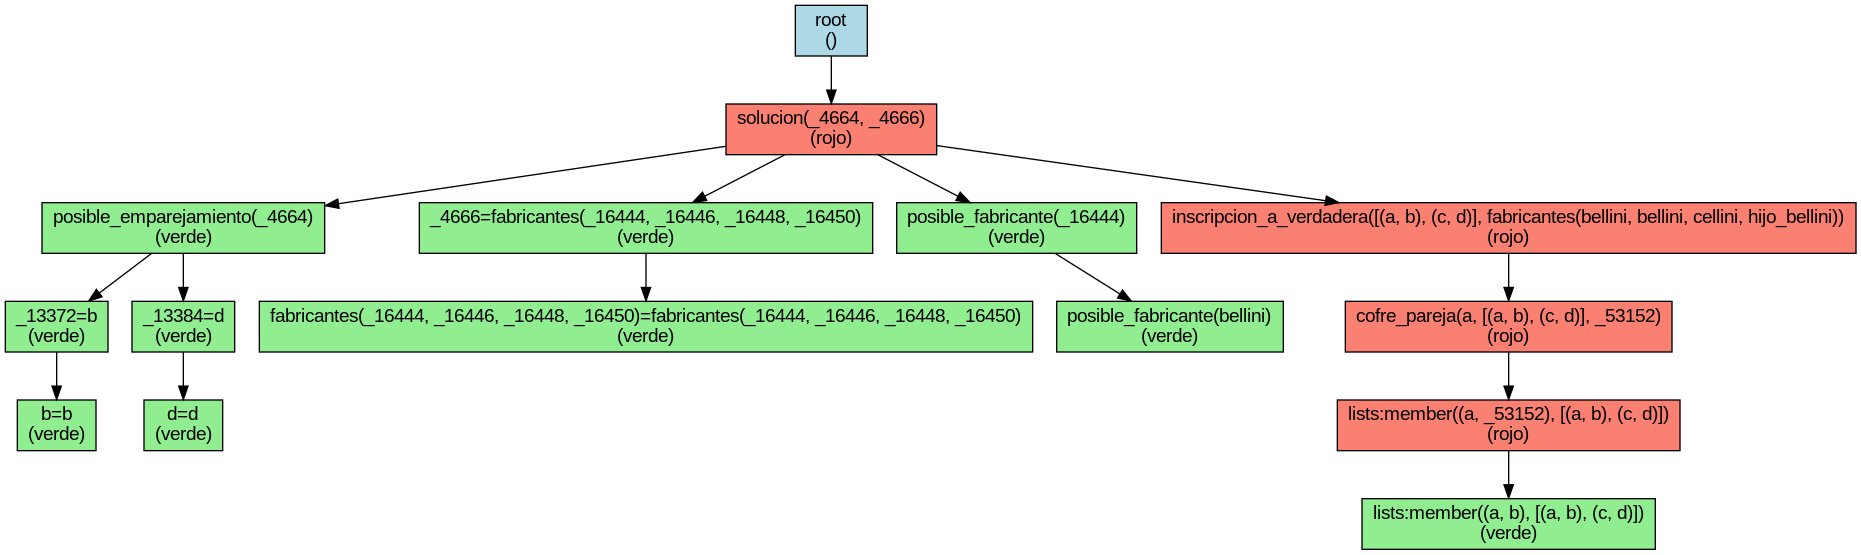 root
()
solucion(_4664, _4666)
(rojo)
posible_emparejamiento(_4664)
(verde)
_4666=fabricantes(_16444, _16446, _16448, _16450)
(verde)
posible_fabricante(_16444)
(verde)
inscripcion_a_verdadera([(a, b), (c, d)], fabricantes(bellini, bellini, cellini, hijo_bellini))
(rojo)
_13372=b
(verde)
_13384=d
(verde)
fabricantes(_16444, _16446, _16448, _16450)=fabricantes(_16444, _16446, _16448, _16450)
(verde)
posible_fabricante(bellini)
(verde)
cofre_pareja(a, [(a, b), (c, d)], _53152)
(rojo)
b=b
(verde)
d=d
(verde)
lists:member((a, _53152), [(a, b), (c, d)])
(rojo)
lists:member((a, b), [(a, b), (c, d)])
(verde)